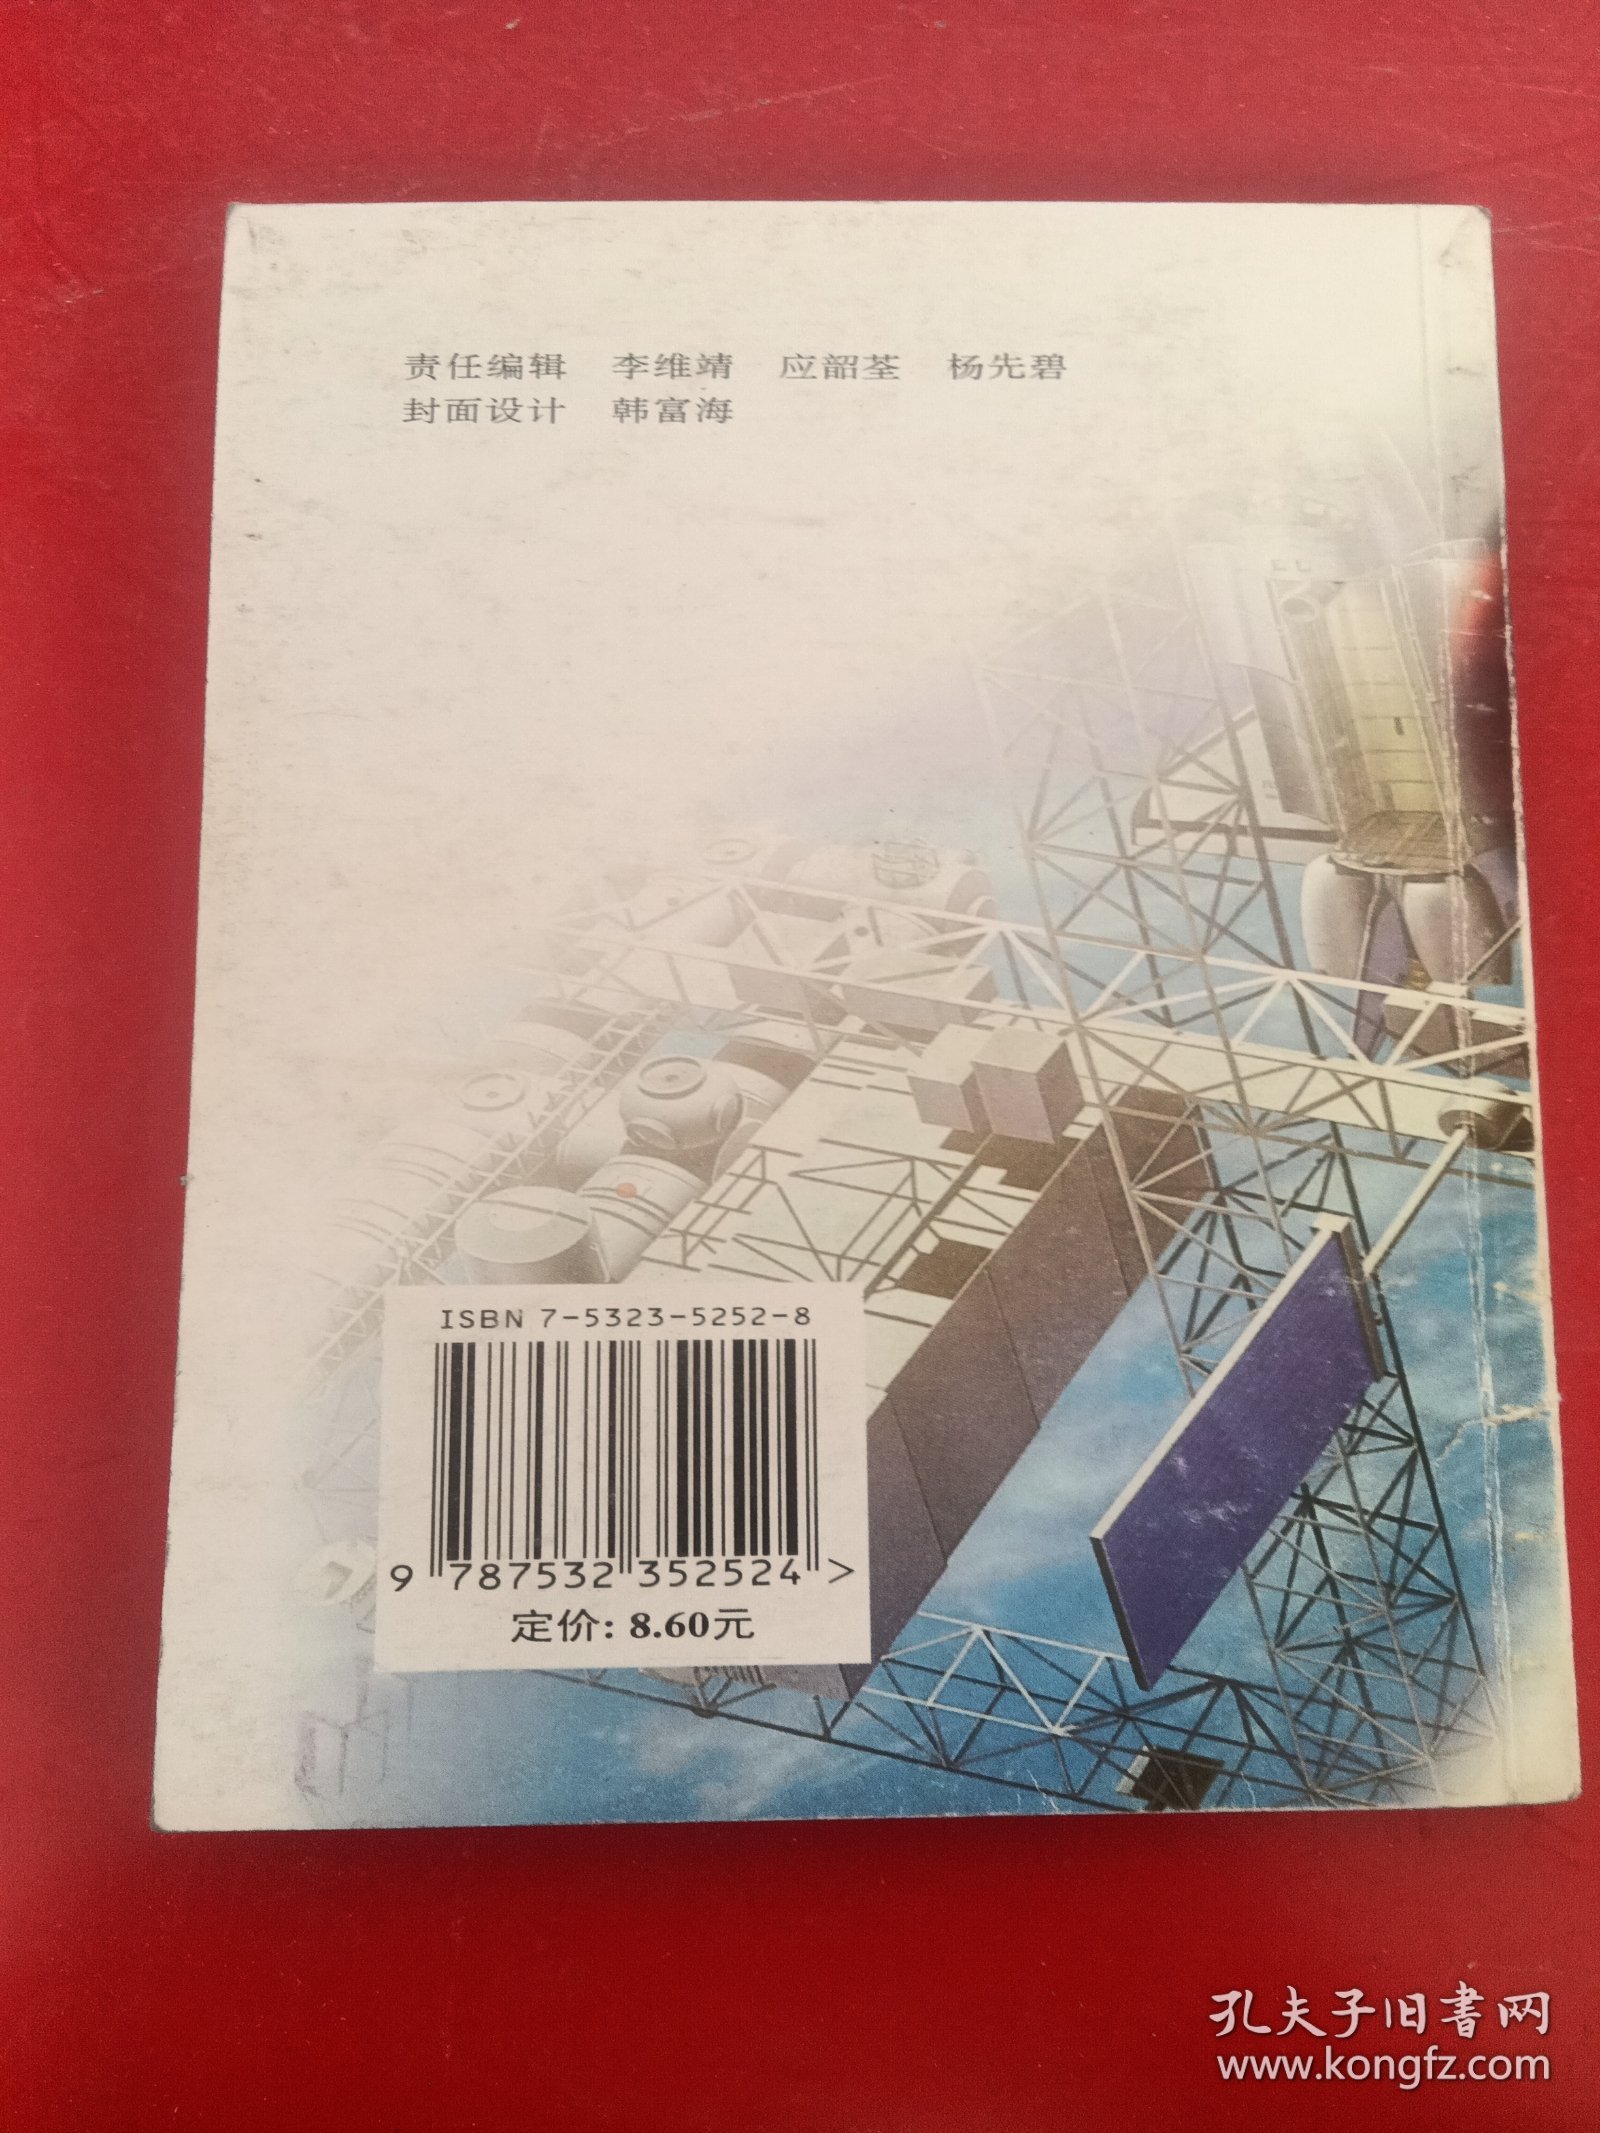 责任编辑 李维靖 应韶荃 杨先碧
封面设计 韩富海
ISBN 7-5323-5252-8
9 787532 352524 >
定价: 8.60元
孔夫子旧书网
www.kongfz.com